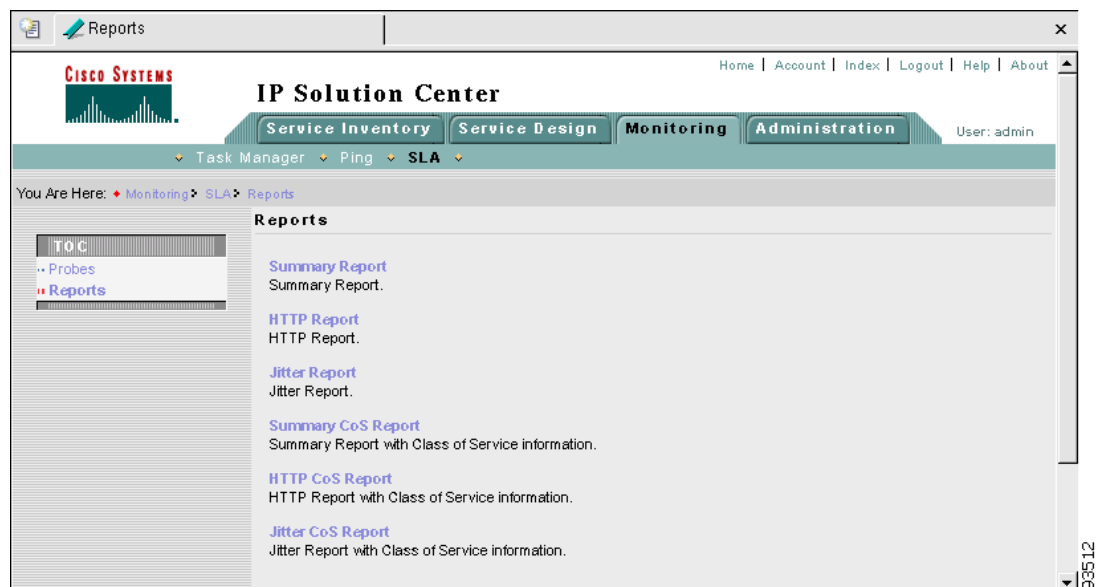 Reports
Home | Account | Index | Logout | Help | About
CISCO SYSTEMS
IP Solution Center
Service Inventory Service Design Monitoring Administration
User: admin
Task Manager Ping SLA
You Are Here: Monitoring SLA Reports
Reports
TOC
Probes
Reports
Summary Report
Summary Report.
HTTP Report
HTTP Report.
Jitter Report
Jitter Report.
Summary CoS Report
Summary Report with Class of Service information.
HTTP CoS Report
HTTP Report with Class of Service information.
Jitter CoS Report
Jitter Report with Class of Service information.
93512